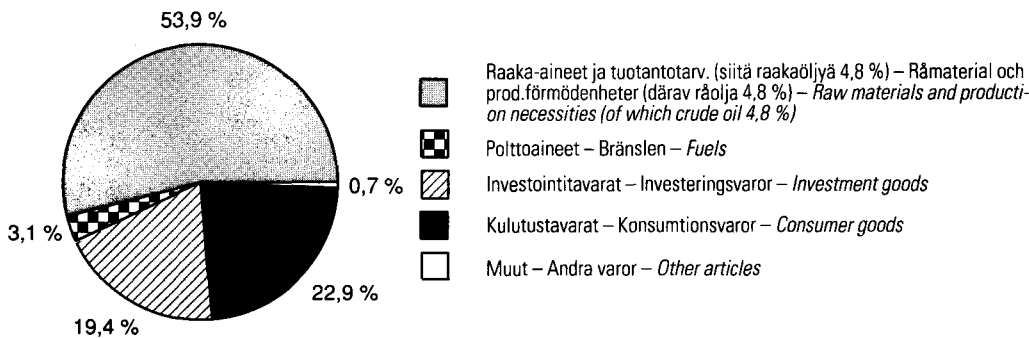 53,9 %
Raaka-aineet ja tuotantotarv. (siitä raakaöljyä 4,8 %) – Råmaterial och
prod.förmödenheter (därav råolja 4,8 %) – Raw materials and producti-
on necessities (of which crude oil 4,8 %)
Polttoaineet – Bränslen – Fuels
0,7 %
Investointitavarat – Investeringsvaror – Investment goods
3,1 %
Kulutustavarat – Konsumtionsvaror – Consumer goods
Muut – Andra varor – Other articles
22,9 %
19,4 %